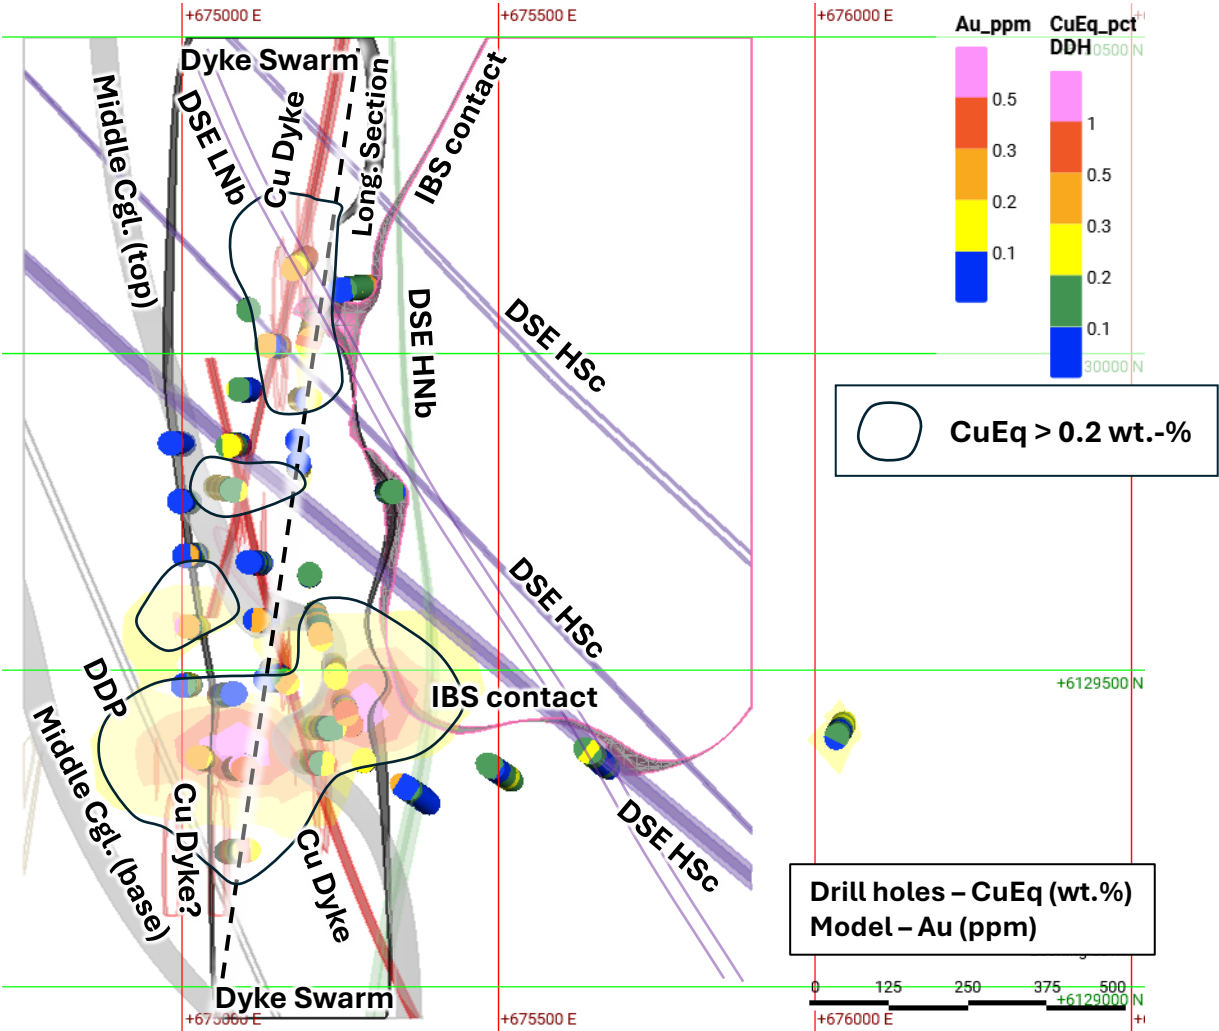 +675000 E
+675500 E
+676000 E
Au_ppm
CuEq_pct
DDH
0500 N
0.5
0.3
0.2
0.1
1
0.5
0.3
0.2
0.1
30000 N
Dyke Swarm
Middle Cgl. (top)
DSE LNb
Cu Dyke
Long. Section
IBS contact
DSE HNb
DSE HSc
CuEq > 0.2 wt.-%
DSE HSc
DDP
IBS contact
+6129500 N
Middle Cgl. (base)
Cu Dyke?
Cu Dyke
DSE HSc
Drill holes – CuEq (wt.%)
Model – Au (ppm)
0 125 250 375 500
+6129000 N
Dyke Swarm
+675000 E
+675500 E
+676000 E